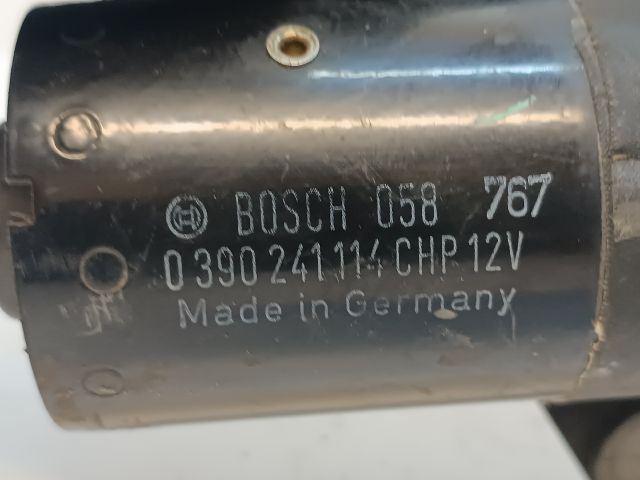 BOSCH 058 767
0 390 241 114 CHP 12V
Made in Germany